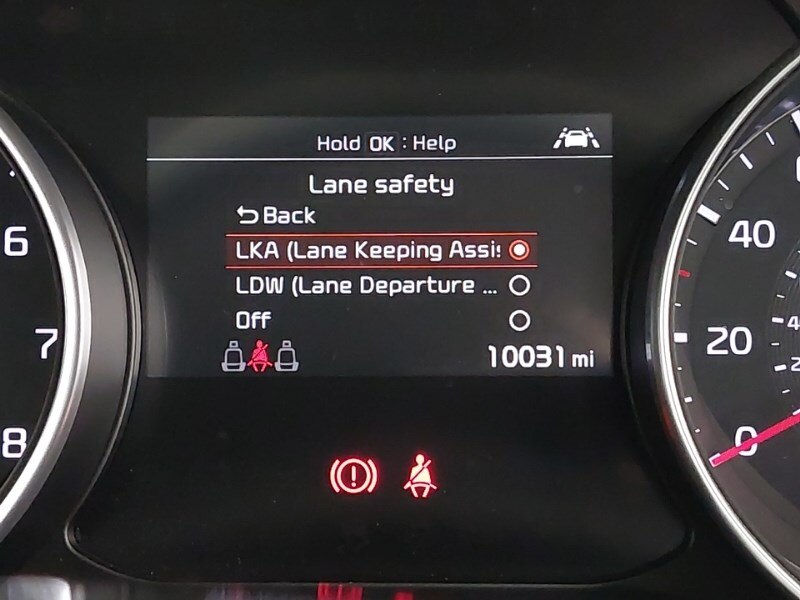 Hold OK : Help
Lane safety
Back
LKA (Lane Keeping Assis
LDW (Lane Departure ...
Off
10031 mi
6
7
8
40
20
0